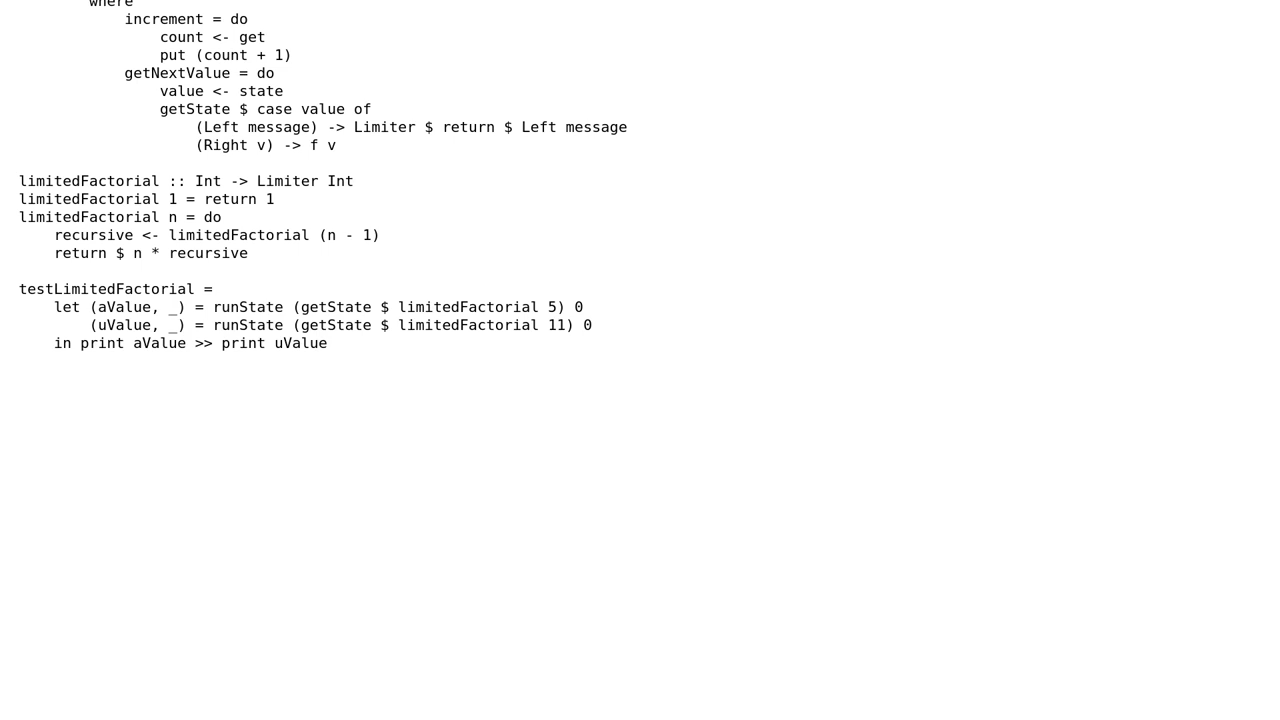 where
increment = do
count <- get
put (count + 1)
getNextValue = do
value <- state
getState $ case value of
(Left message) -> Limiter $ return $ Left message
(Right v) -> f v
limitedFactorial :: Int -> Limiter Int
limitedFactorial 1 = return 1
limitedFactorial n = do
recursive <- limitedFactorial (n - 1)
return $ n * recursive
testLimitedFactorial =
let (aValue, _) = runState (getState $ limitedFactorial 5) 0
(uValue, _) = runState (getState $ limitedFactorial 11) 0
in print aValue >> print uValue